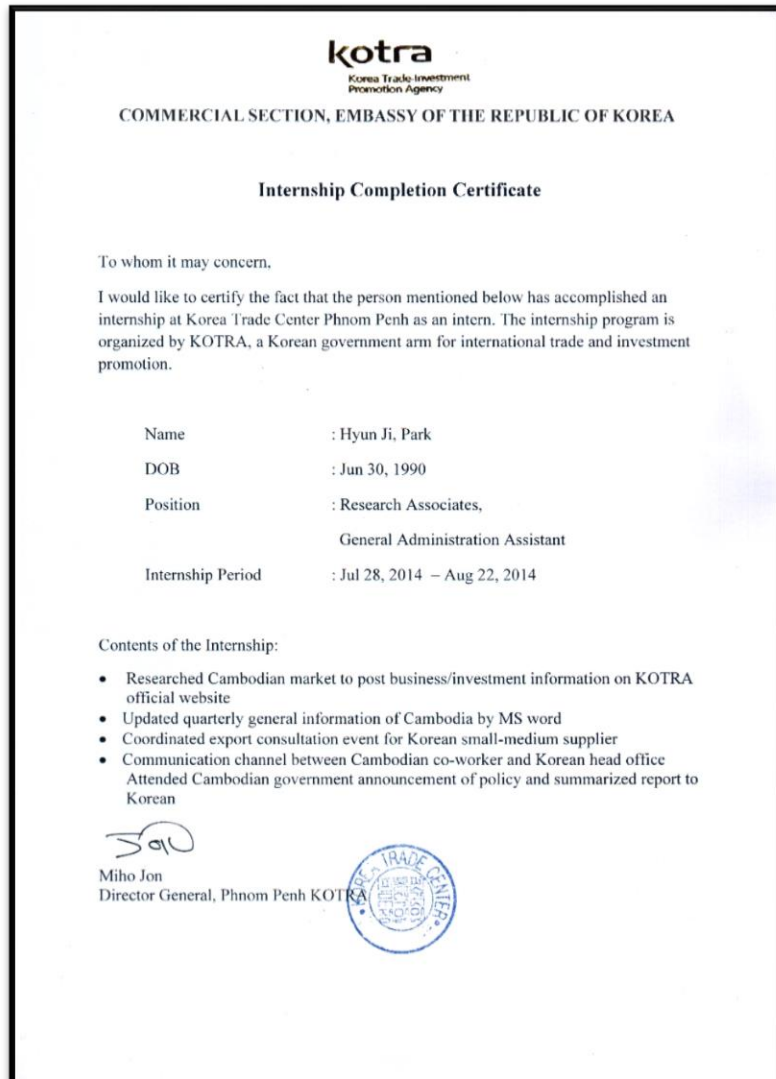 kotra
Korea Trade-Investment
Promotion Agency
COMMERCIAL SECTION, EMBASSY OF THE REPUBLIC OF KOREA
Internship Completion Certificate
To whom it may concern,
I would like to certify the fact that the person mentioned below has accomplished an
internship at Korea Trade Center Phnom Penh as an intern. The internship program is
organized by KOTRA, a Korean government arm for international trade and investment
promotion.
Name : Hyun Ji, Park
DOB : Jun 30, 1990
Position : Research Associates,
General Administration Assistant
Internship Period : Jul 28, 2014 – Aug 22, 2014
Contents of the Internship:
• Researched Cambodian market to post business/investment information on KOTRA
official website
• Updated quarterly general information of Cambodia by MS word
• Coordinated export consultation event for Korean small-medium supplier
• Communication channel between Cambodian co-worker and Korean head office
Attended Cambodian government announcement of policy and summarized report to
Korean
Miho Jon
Director General, Phnom Penh KOTRA
KOREA TRADE CENTER